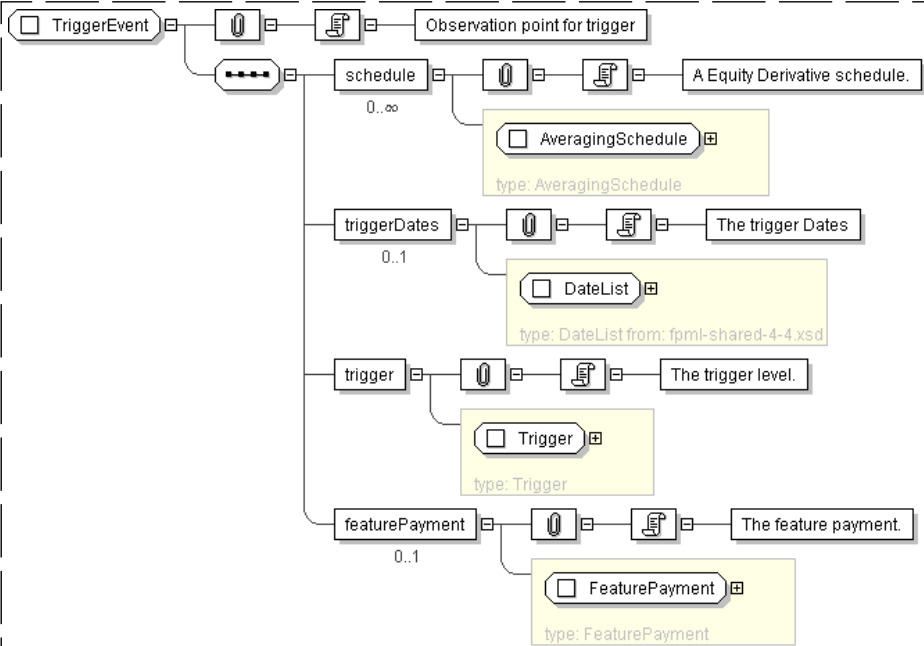 TriggerEvent
Observation point for trigger
schedule
A Equity Derivative schedule.
0..∞
AveragingSchedule
type: AveragingSchedule
triggerDates
The trigger Dates
0..1
DateList
type: DateList from: fpml-shared-4-4.xsd
trigger
The trigger level.
Trigger
type: Trigger
featurePayment
The feature payment.
0..1
FeaturePayment
type: FeaturePayment